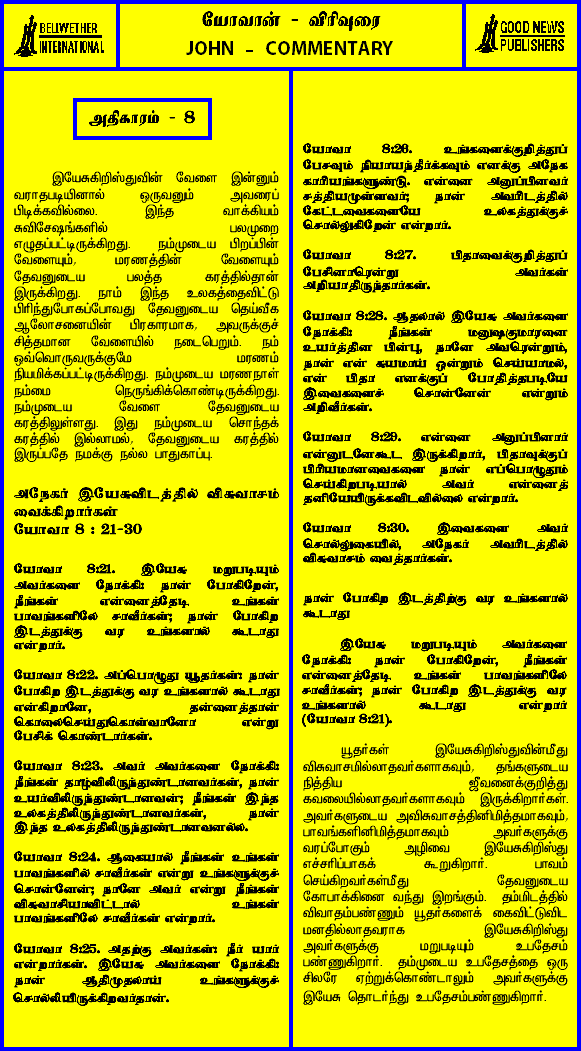 BELWETHER
INTERNATIONAL
யோவான் - விரிவுரை
JOHN - COMMENTARY
GOOD NEWS
PUBLISHERS
அதிகாரம் - 8
இயேசுகிறிஸ்துவின் வேளை இன்னும்
வராதபடியினால் ஒருவனும் அவரைப்
பிடிக்கவில்லை. இந்த வாக்கியம்
சுவிசேஷங்களில் பலமுறை
எழுதப்பட்டிருக்கிறது. நம்முடைய பிறப்பின்
வேளையும், மரணத்தின் வேளையும்
தேவனுடைய பலத்த கரத்தில்தான்
இருக்கிறது. நாம் இந்த உலகத்தைவிட்டு
பிரிந்துபோகப்போவது தேவனுடைய தெய்வீக
ஆலோசனையின் பிரகாரமாக, அவருக்குச்
சித்தமான வேளையில் நடைபெறும். நம்
ஒவ்வொருவருக்குமே மரணம்
நியமிக்கப்பட்டிருக்கிறது. நம்முடைய மரணநாள்
நம்மை நெருங்கிக்கொண்டிருக்கிறது.
நம்முடைய வேளை தேவனுடைய
கரத்திலுள்ளது. இது நம்முடைய சொந்தக்
கரத்தில் இல்லாமல், தேவனுடைய கரத்தில்
இருப்பதே நமக்கு நல்ல பாதுகாப்பு.
அநேகர் இயேசுவிடத்தில் விசுவாசம்
வைக்கிறார்கள்
யோவா 8 : 21-30
யோவா 8:21. இயேசு மறுபடியும்
அவர்களை நோக்கி: நான் போகிறேன்,
நீங்கள் என்னைத்தேடி உங்கள்
பாவங்களிலே சாவீர்கள்; நான் போகிற
இடத்துக்கு வர உங்களால் கூடாது
என்றார்.
யோவா 8:22. அப்பொழுது யூதர்கள்: நான்
போகிற இடத்துக்கு வர உங்களால் கூடாது
என்கிறானே, தன்னைத்தான்
கொலைசெய்துகொள்வானோ என்று
பேசிக் கொண்டார்கள்.
யோவா 8:23. அவர் அவர்களை நோக்கி:
நீங்கள் தாழ்விலிருந்துண்டானவர்கள், நான்
உயர்விலிருந்துண்டானவன்; நீங்கள் இந்த
உலகத்திலிருந்துண்டானவர்கள், நான்
இந்த உலகத்திலிருந்துண்டானவனல்ல.
யோவா 8:24. ஆகையால் நீங்கள் உங்கள்
பாவங்களில் சாவீர்கள் என்று உங்களுக்குச்
சொன்னேன்; நானே அவர் என்று நீங்கள்
விசுவாசியாவிட்டால் உங்கள்
பாவங்களிலே சாவீர்கள் என்றார்.
யோவா 8:25. அதற்கு அவர்கள்: நீர் யார்
என்றார்கள். இயேசு அவர்களை நோக்கி:
நான் ஆதிமுதலாய் உங்களுக்குச்
சொல்லியிருக்கிறவர்தான்.
யோவா 8:26. உங்களைக்குறித்துப்
பேசவும் நியாயந்தீர்க்கவும் எனக்கு அநேக
காரியங்களுண்டு. என்னை அனுப்பினவர்
சத்தியமுள்ளவர்; நான் அவரிடத்தில்
கேட்டவைகளையே உலகத்துக்குச்
சொல்லுகிறேன் என்றார்.
யோவா 8:27. பிதாவைக்குறித்துப்
பேசினாரென்று அவர்கள்
அறியாதிருந்தார்கள்.
யோவா 8:28. ஆதலால் இயேசு அவர்களை
நோக்கி: நீங்கள் மனுஷகுமாரனை
உயர்த்தின பின்பு, நானே அவரென்றும்,
நான் என் சுயமாய் ஒன்றும் செய்யாமல்,
என் பிதா எனக்குப் போதித்தபடியே
இவைகளைச் சொன்னேன் என்றும்
அறிவீர்கள்.
யோவா 8:29. என்னை அனுப்பினார்
என்னுடனேகூட இருக்கிறார், பிதாவுக்குப்
பிரியமானவைகளை நான் எப்பொழுதும்
செய்கிறபடியால் அவர் என்னைத்
தனியேயிருக்கவிடவில்லை என்றார்.
யோவா 8:30. இவைகளை அவர்
சொல்லுகையில், அநேகர் அவரிடத்தில்
விசுவாசம் வைத்தார்கள்.
நான் போகிற இடத்திற்கு வர உங்களால்
கூடாது
இயேசு மறுபடியும் அவர்களை
நோக்கி: நான் போகிறேன், நீங்கள்
என்னைத்தேடி உங்கள் பாவங்களிலே
சாவீர்கள்; நான் போகிற இடத்துக்கு வர
உங்களால் கூடாது என்றார்
(யோவா 8:21).
யூதர்கள் இயேசுகிறிஸ்துவின்மீது
விசுவாசமில்லாதவர்களாகவும், தங்களுடைய
நித்திய ஜீவனைக்குறித்து
கவலையில்லாதவர்களாகவும் இருக்கிறார்கள்.
அவர்களுடைய அவிசுவாசத்தினிமித்தமாகவும்,
பாவங்களினிமித்தமாகவும் அவர்களுக்கு
வரப்போகும் அழிவை இயேசுகிறிஸ்து
எச்சரிப்பாகக் கூறுகிறார். பாவம்
செய்கிறவர்கள்மீது தேவனுடைய
கோபாக்கினை வந்து இறங்கும். தம்மிடத்தில்
விவாதம்பண்ணும் யூதர்களைக் கைவிட்டுவிட
மனதில்லாதவராக இயேசுகிறிஸ்து
அவர்களுக்கு மறுபடியும் உபதேசம்
பண்ணுகிறார். தம்முடைய உபதேசத்தை ஒரு
சிலரே ஏற்றுக்கொண்டாலும் அவர்களுக்கு
இயேசு தொடர்ந்து உபதேசம்பண்ணுகிறார்.